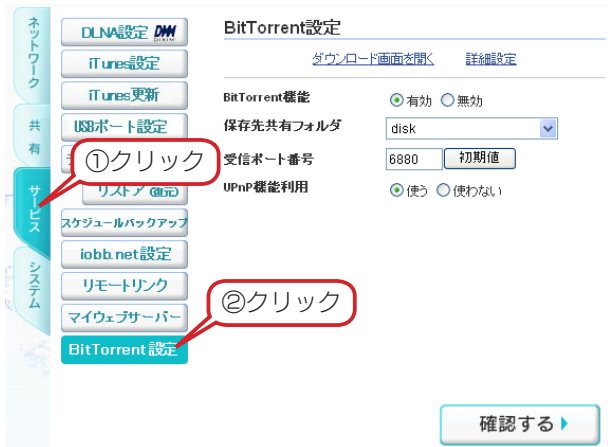 ネットワーク
共有
サービス
システム
DLNA設定
iTunes設定
iTunes更新
USBポート設定
①クリック
リストア(復元)
スケジュールバックアップ
iobb.net設定
リモートリンク
マイウェブサーバー
BitTorrent設定
②クリック
BitTorrent設定
ダウンロード画面を開く 詳細設定
BitTorrent機能 有効 無効
保存先共有フォルダ disk
受信ポート番号 6880 初期値
UPnP機能利用 使う 使わない
確認する